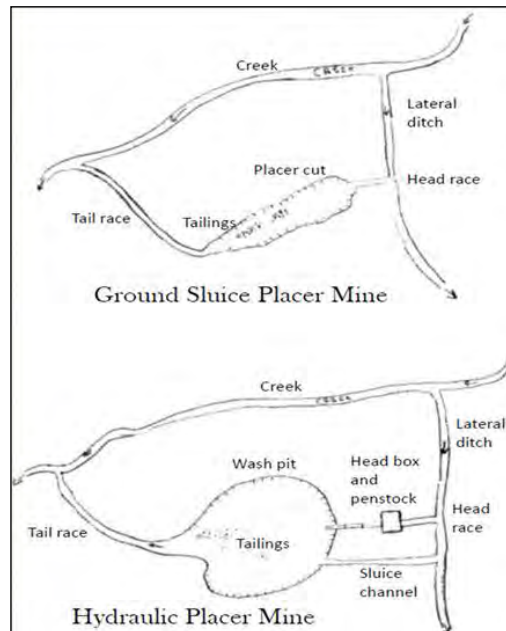 Creek
CREEK
Lateral
ditch
Placer cut
Head race
Tailings
Tail race
Ground Sluice Placer Mine
Creek
CREEK
Lateral
ditch
Wash pit
Head box
and
penstock
Head
race
Tail race
Tailings
Sluice
channel
Hydraulic Placer Mine